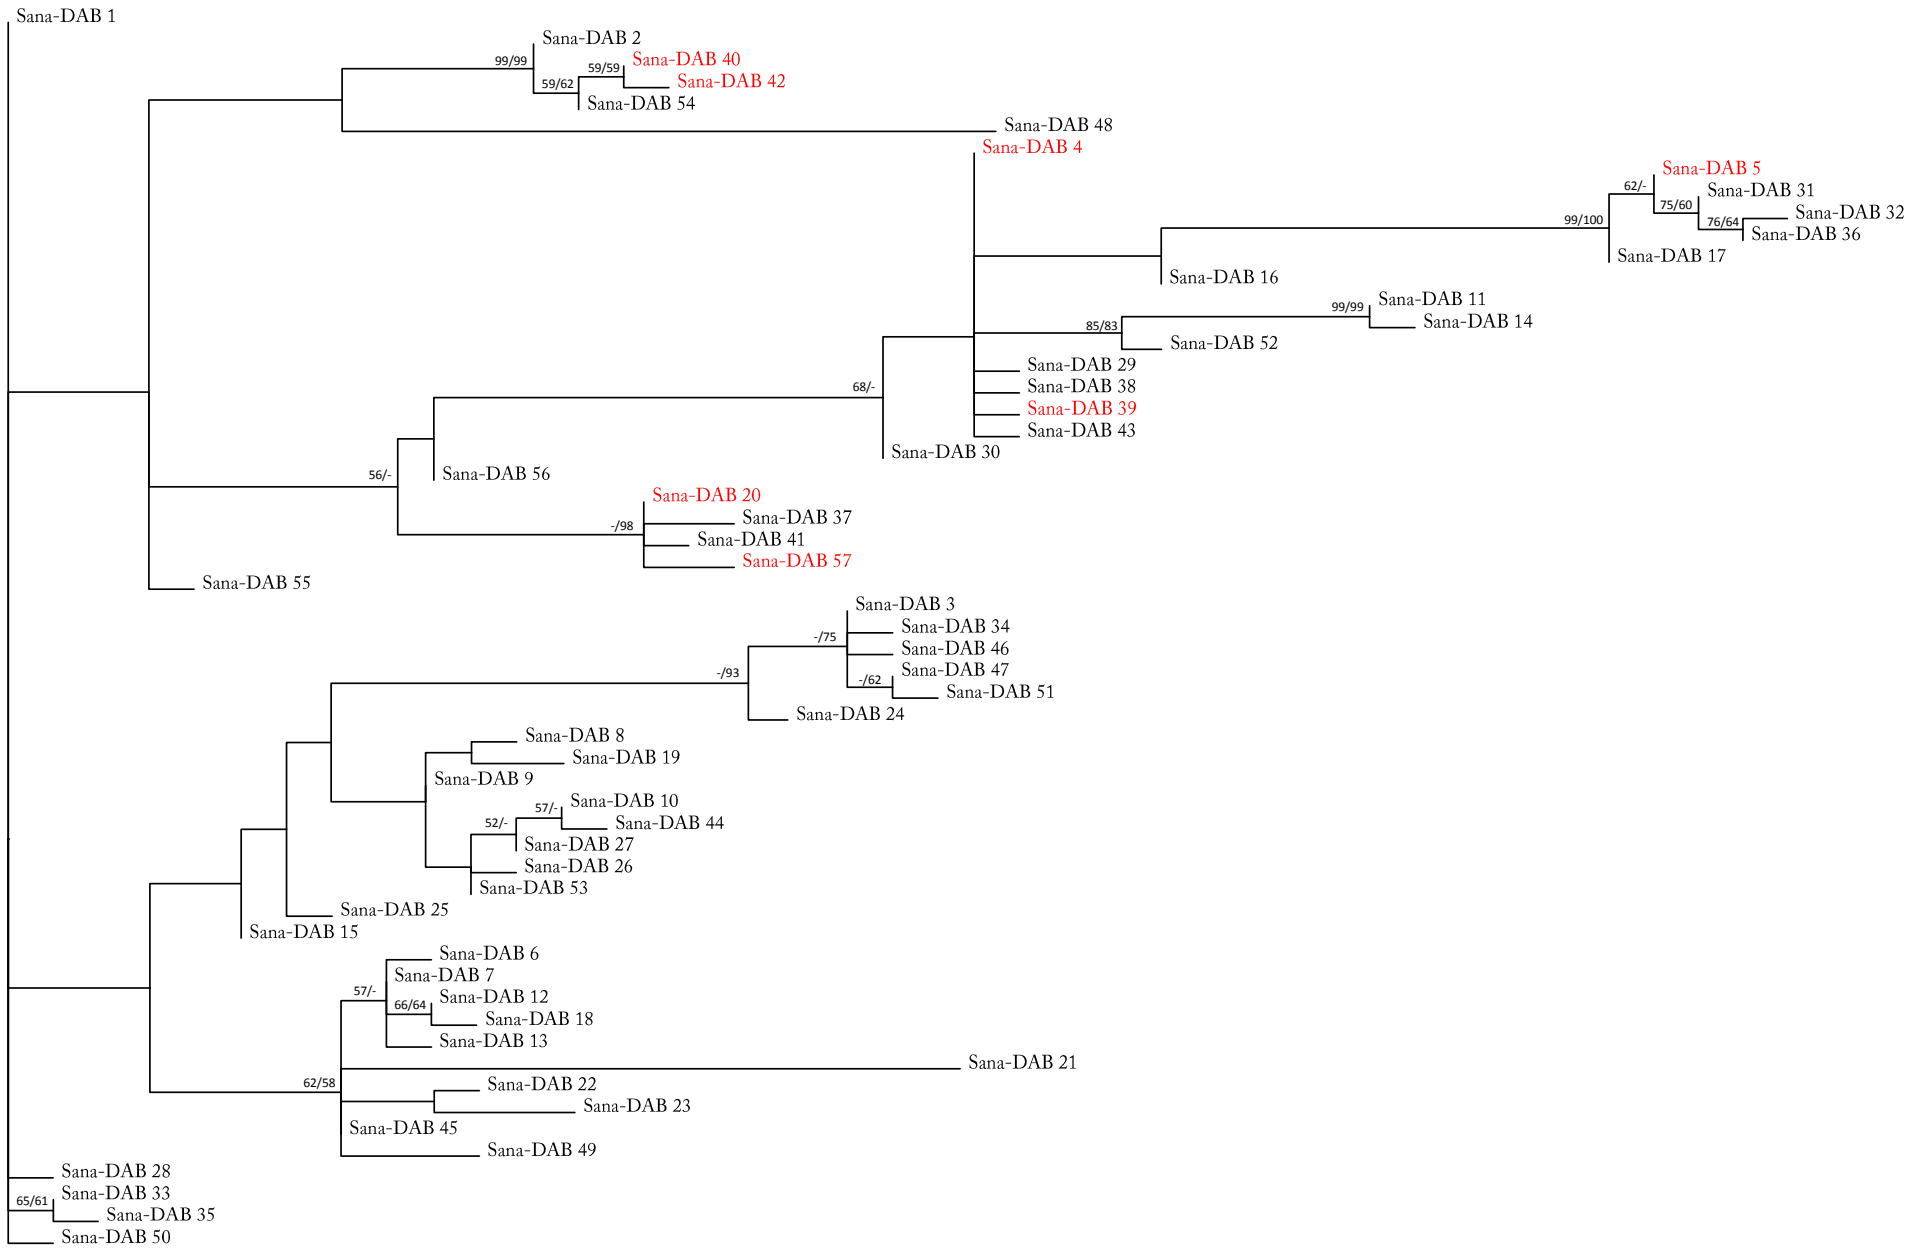 Sana-DAB 1
Sana-DAB 2
99/99
Sana-DAB 40
59/59
Sana-DAB 42
59/62
Sana-DAB 54
Sana-DAB 48
Sana-DAB 4
Sana-DAB 5
62/-
Sana-DAB 31
75/60
Sana-DAB 32
76/64
99/100
Sana-DAB 36
Sana-DAB 17
Sana-DAB 16
Sana-DAB 11
99/99
Sana-DAB 14
85/83
Sana-DAB 52
Sana-DAB 29
Sana-DAB 38
68/-
Sana-DAB 39
Sana-DAB 43
Sana-DAB 30
56/-
Sana-DAB 56
Sana-DAB 20
Sana-DAB 37
-/98
Sana-DAB 41
Sana-DAB 57
Sana-DAB 55
Sana-DAB 3
Sana-DAB 34
-/75
Sana-DAB 46
-/93
Sana-DAB 47
-/62
Sana-DAB 51
Sana-DAB 24
Sana-DAB 8
Sana-DAB 19
Sana-DAB 9
Sana-DAB 10
57/-
Sana-DAB 44
52/-
Sana-DAB 27
Sana-DAB 26
Sana-DAB 53
Sana-DAB 25
Sana-DAB 15
Sana-DAB 6
Sana-DAB 7
57/-
Sana-DAB 12
66/64
Sana-DAB 18
Sana-DAB 13
Sana-DAB 21
62/58
Sana-DAB 22
Sana-DAB 23
Sana-DAB 45
Sana-DAB 49
Sana-DAB 28
Sana-DAB 33
65/61
Sana-DAB 35
Sana-DAB 50